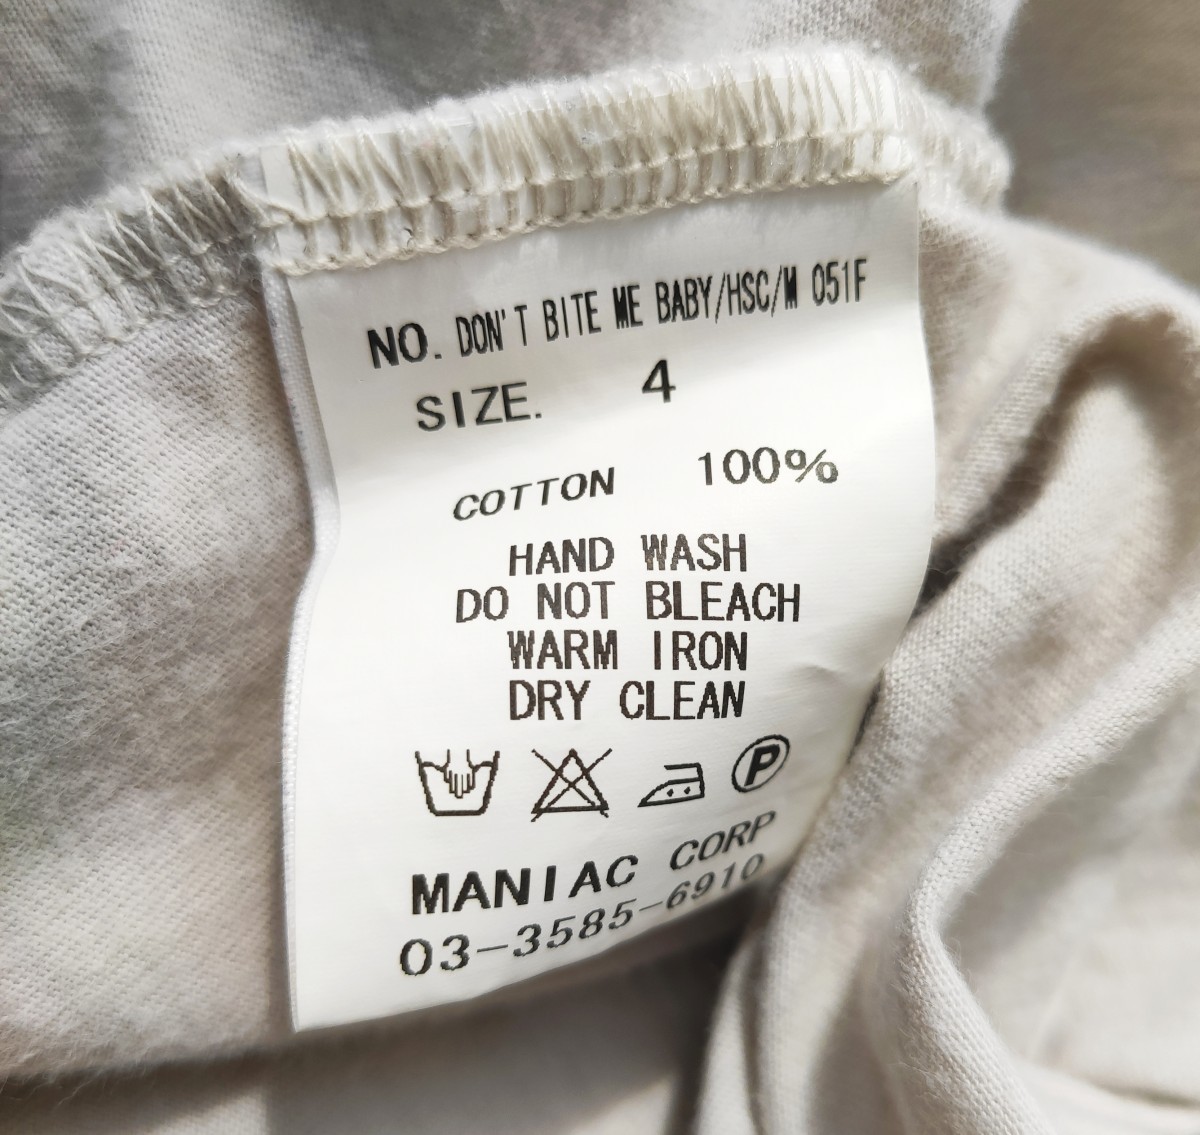 NO. DON'T BITE ME BABY/HSC/M 051F
SIZE. 4
COTTON 100%
HAND WASH
DO NOT BLEACH
WARM IRON
DRY CLEAN
P
MANIAC CORP
03-3585-6910